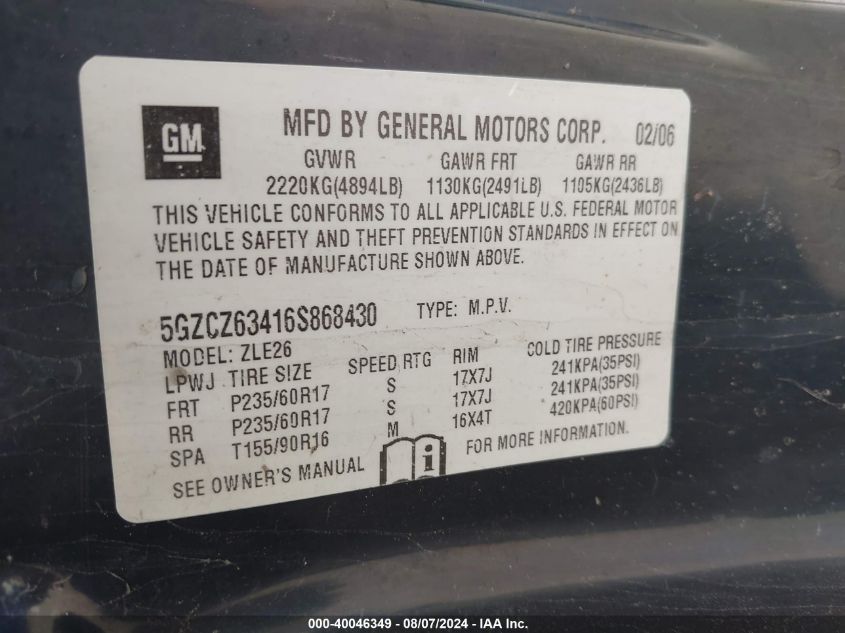 GM
MFD BY GENERAL MOTORS CORP. 02/06
GVWR GAWR FRT GAWR RR
2220KG(4894LB) 1130KG(2491LB) 1105KG(2436LB)
THIS VEHICLE CONFORMS TO ALL APPLICABLE U.S. FEDERAL MOTOR
VEHICLE SAFETY AND THEFT PREVENTION STANDARDS IN EFFECT ON
THE DATE OF MANUFACTURE SHOWN ABOVE.
5GZCZ63416S868430 TYPE: M.P.V.
MODEL: ZLE26
LPWJ TIRE SIZE SPEED RTG RIM COLD TIRE PRESSURE
FRT P235/60R17 S 17X7J 241KPA(35PSI)
RR P235/60R17 S 17X7J 241KPA(35PSI)
SPA T155/90R16 M 16X4T 420KPA(60PSI)
SEE OWNER'S MANUAL i FOR MORE INFORMATION.
000-40046349 - 08/07/2024 - IAA Inc.